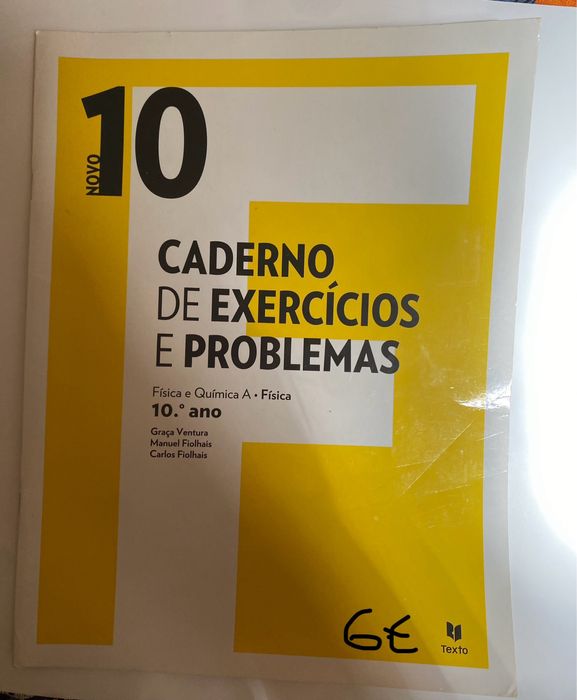 NOVO
10
CADERNO
DE EXERCÍCIOS
E PROBLEMAS
Física e Química A • Física
10.º ano
Graça Ventura
Manuel Fiolhais
Carlos Fiolhais
6€
Texto